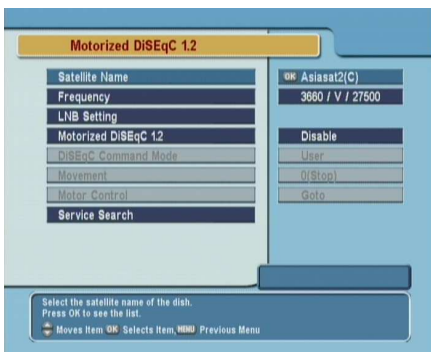 Motorized DiSEqC 1.2
Satellite Name OK Asiasat2(C)
Frequency 3660 / V / 27500
LNB Setting
Motorized DiSEqC 1.2 Disable
DiSEqC Command Mode User
Movement 0(Stop)
Motor Control Goto
Service Search
Select the satellite name of the dish.
Press OK to see the list.
Moves Item OK Selects Item, MENU Previous Menu